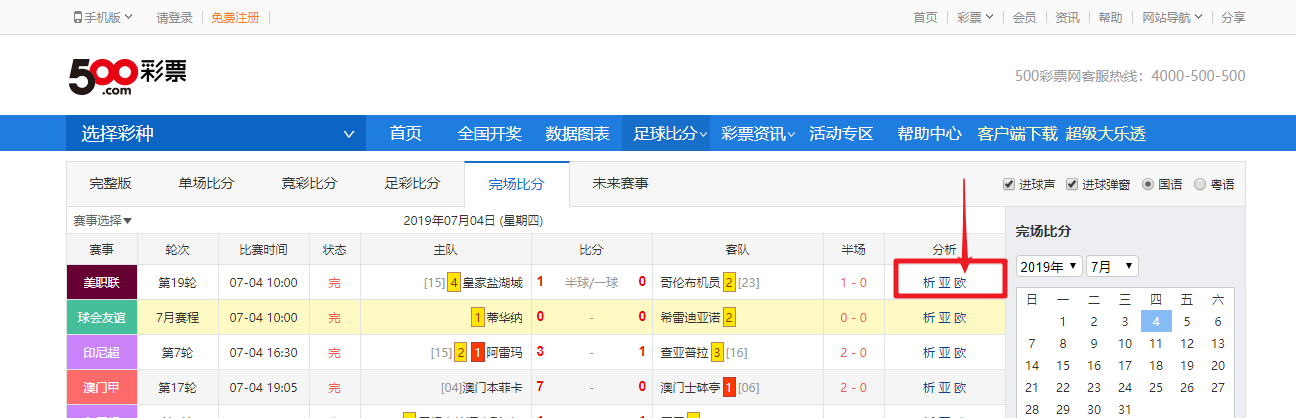 手机版 请登录 免费注册 首页 彩票 会员 资讯 帮助 网站导航 分享
500彩票 .com 500彩票网客服热线：4000-500-500
选择彩种 首页 全国开奖 数据图表 足球比分 彩票资讯 活动专区 帮助中心 客户端下载 超级大乐透
完整版 单场比分 竞彩比分 足彩比分 完场比分 未来赛事 进球声 进球弹窗 国语 粤语
赛事选择 2019年07月04日 (星期四) 完场比分
赛事 轮次 比赛时间 状态 主队 比分 客队 半场 分析
2019年 7月
美职联 第19轮 07-04 10:00 完 [15] 4 皇家盐湖城 1 半球/一球 0 哥伦布机员 2 [23] 1 - 0 析 亚 欧
球会友谊 7月赛程 07-04 10:00 完 1 蒂华纳 0 - 0 希雷迪亚诺 2 0 - 0 析 亚 欧
印尼超 第7轮 07-04 16:30 完 [15] 2 1 阿雷玛 3 - 1 查亚普拉 3 [16] 2 - 0 析 亚 欧
澳门甲 第17轮 07-04 19:05 完 [04] 澳门本菲卡 7 - 0 澳门士砵亭 1 [06] 2 - 0 析 亚 欧
日 一 二 三 四 五 六
1 2 3 4 5 6
7 8 9 10 11 12 13
14 15 16 17 18 19 20
21 22 23 24 25 26 27
28 29 30 31